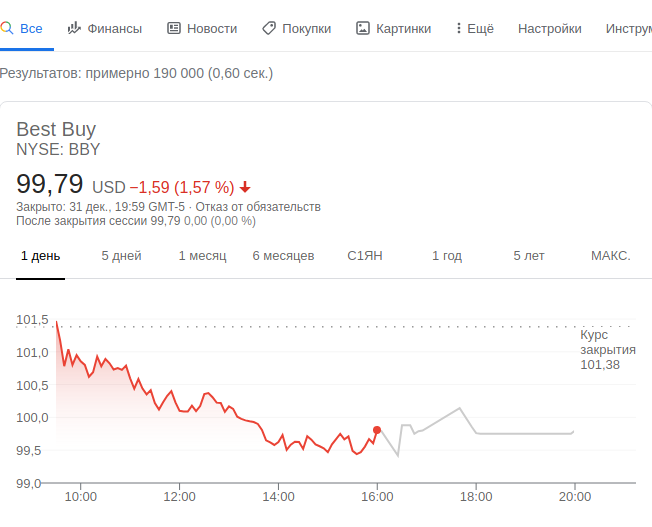 Все Финансы Новости Покупки Картинки Ещё Настройки
Результатов: примерно 190 000 (0,60 сек.)
Best Buy
NYSE: BBY
99,79 USD −1,59 (1,57 %)
Закрыто: 31 дек., 19:59 GMT-5 · Отказ от обязательств
После закрытия сессии 99,79 0,00 (0,00 %)
1 день 5 дней 1 месяц 6 месяцев С1ЯН 1 год 5 лет МАКС.
101,5
Курс
закрытия
101,38
101,0
100,5
100,0
99,5
99,0
10:00 12:00 14:00 16:00 18:00 20:00